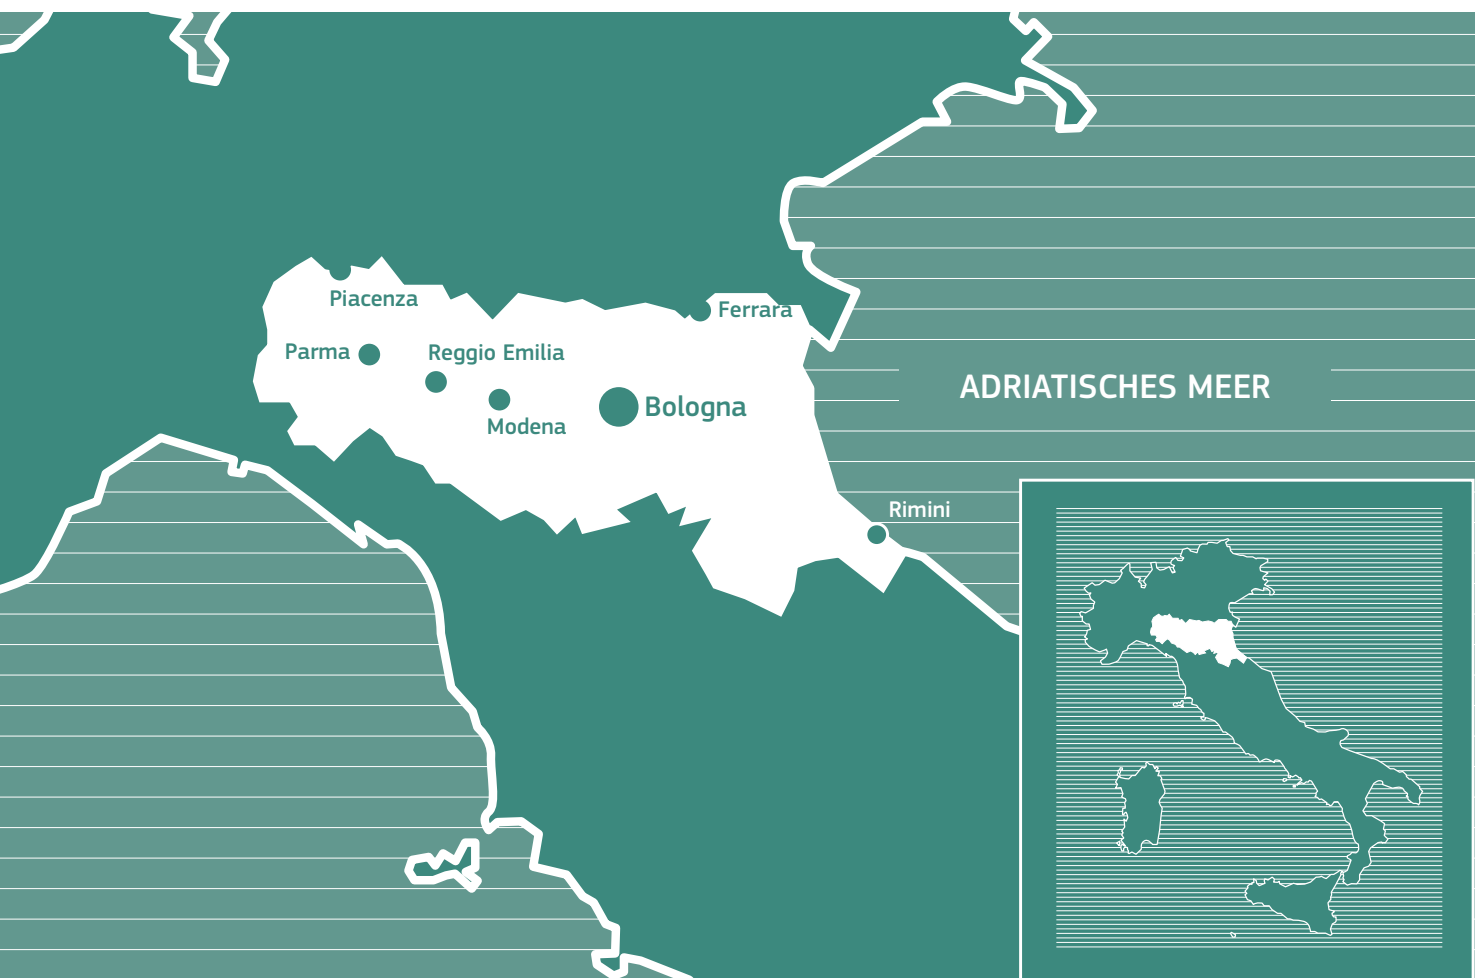 Piacenza
Ferrara
Parma
Reggio Emilia
ADRIATISCHES MEER
Bologna
Modena
Rimini